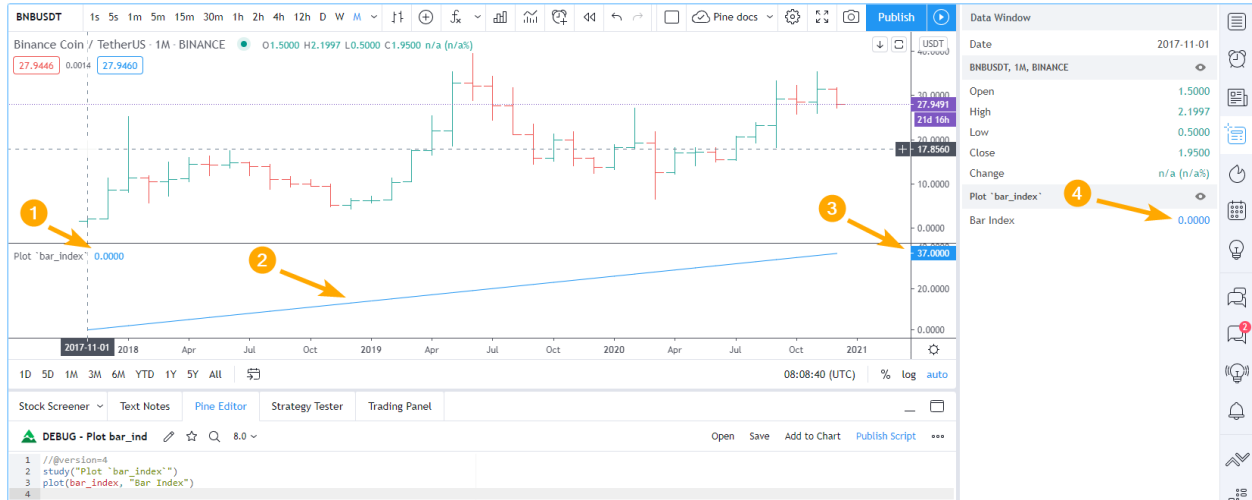 BNBUSDT 1s 5s 1m 5m 15m 30m 1h 2h 4h 12h D W M Pine docs Publish
Binance Coin / TetherUS · 1M · BINANCE O1.5000 H2.1997 L0.5000 C1.9500 n/a (n/a%) USDT
27.9446 0.0014 27.9460
40.0000
30.0000
27.9491
21d 16h
20.0000
17.8560
10.0000
0.0000
1
2
3
4
Plot `bar_index` 0.0000
37.0000
20.0000
0.0000
2017-11-01 2018 Apr Jul Oct 2019 Apr Jul Oct 2020 Apr Jul Oct 2021
1D 5D 1M 3M 6M YTD 1Y 5Y All 08:08:40 (UTC) % log auto
Stock Screener Text Notes Pine Editor Strategy Tester Trading Panel
DEBUG - Plot bar_ind 8.0 Open Save Add to Chart Publish Script
1 //@version=4
2 study("Plot `bar_index`")
3 plot(bar_index, "Bar Index")
4
Data Window
Date 2017-11-01
BNBUSDT, 1M, BINANCE
Open 1.5000
High 2.1997
Low 0.5000
Close 1.9500
Change n/a (n/a%)
Plot `bar_index`
Bar Index 0.0000
2